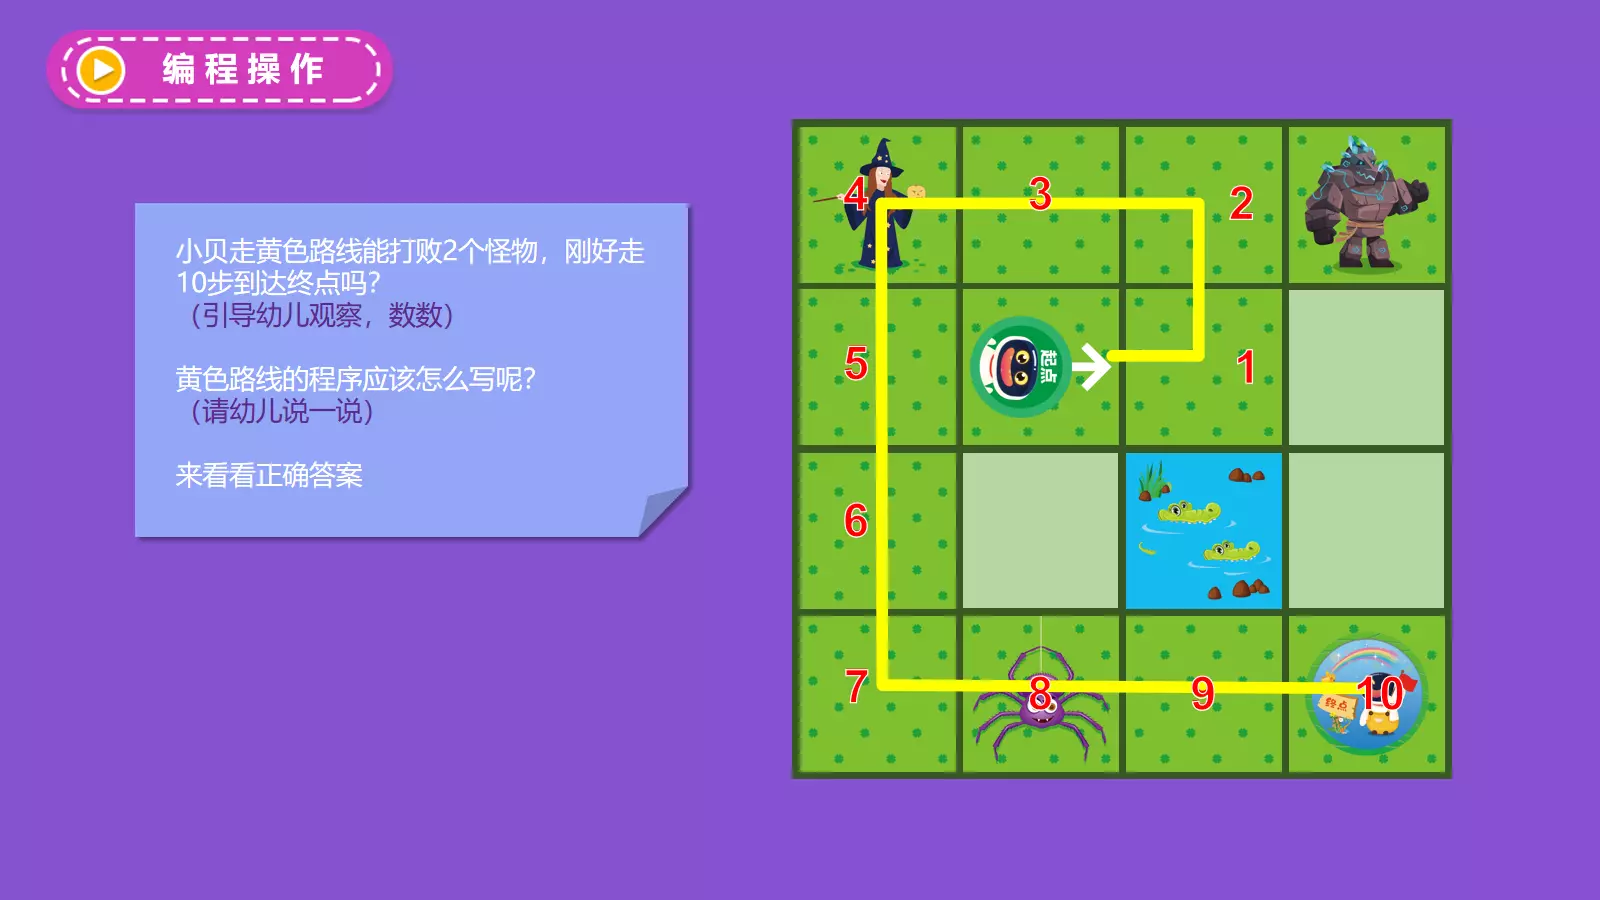 编程操作
小贝走黄色路线能打败2个怪物，刚好走
10步到达终点吗？
（引导幼儿观察，数数）
黄色路线的程序应该怎么写呢？
（请幼儿说一说）
来看看正确答案
4
3
2
5
起点
1
6
7
8
9
10
终点